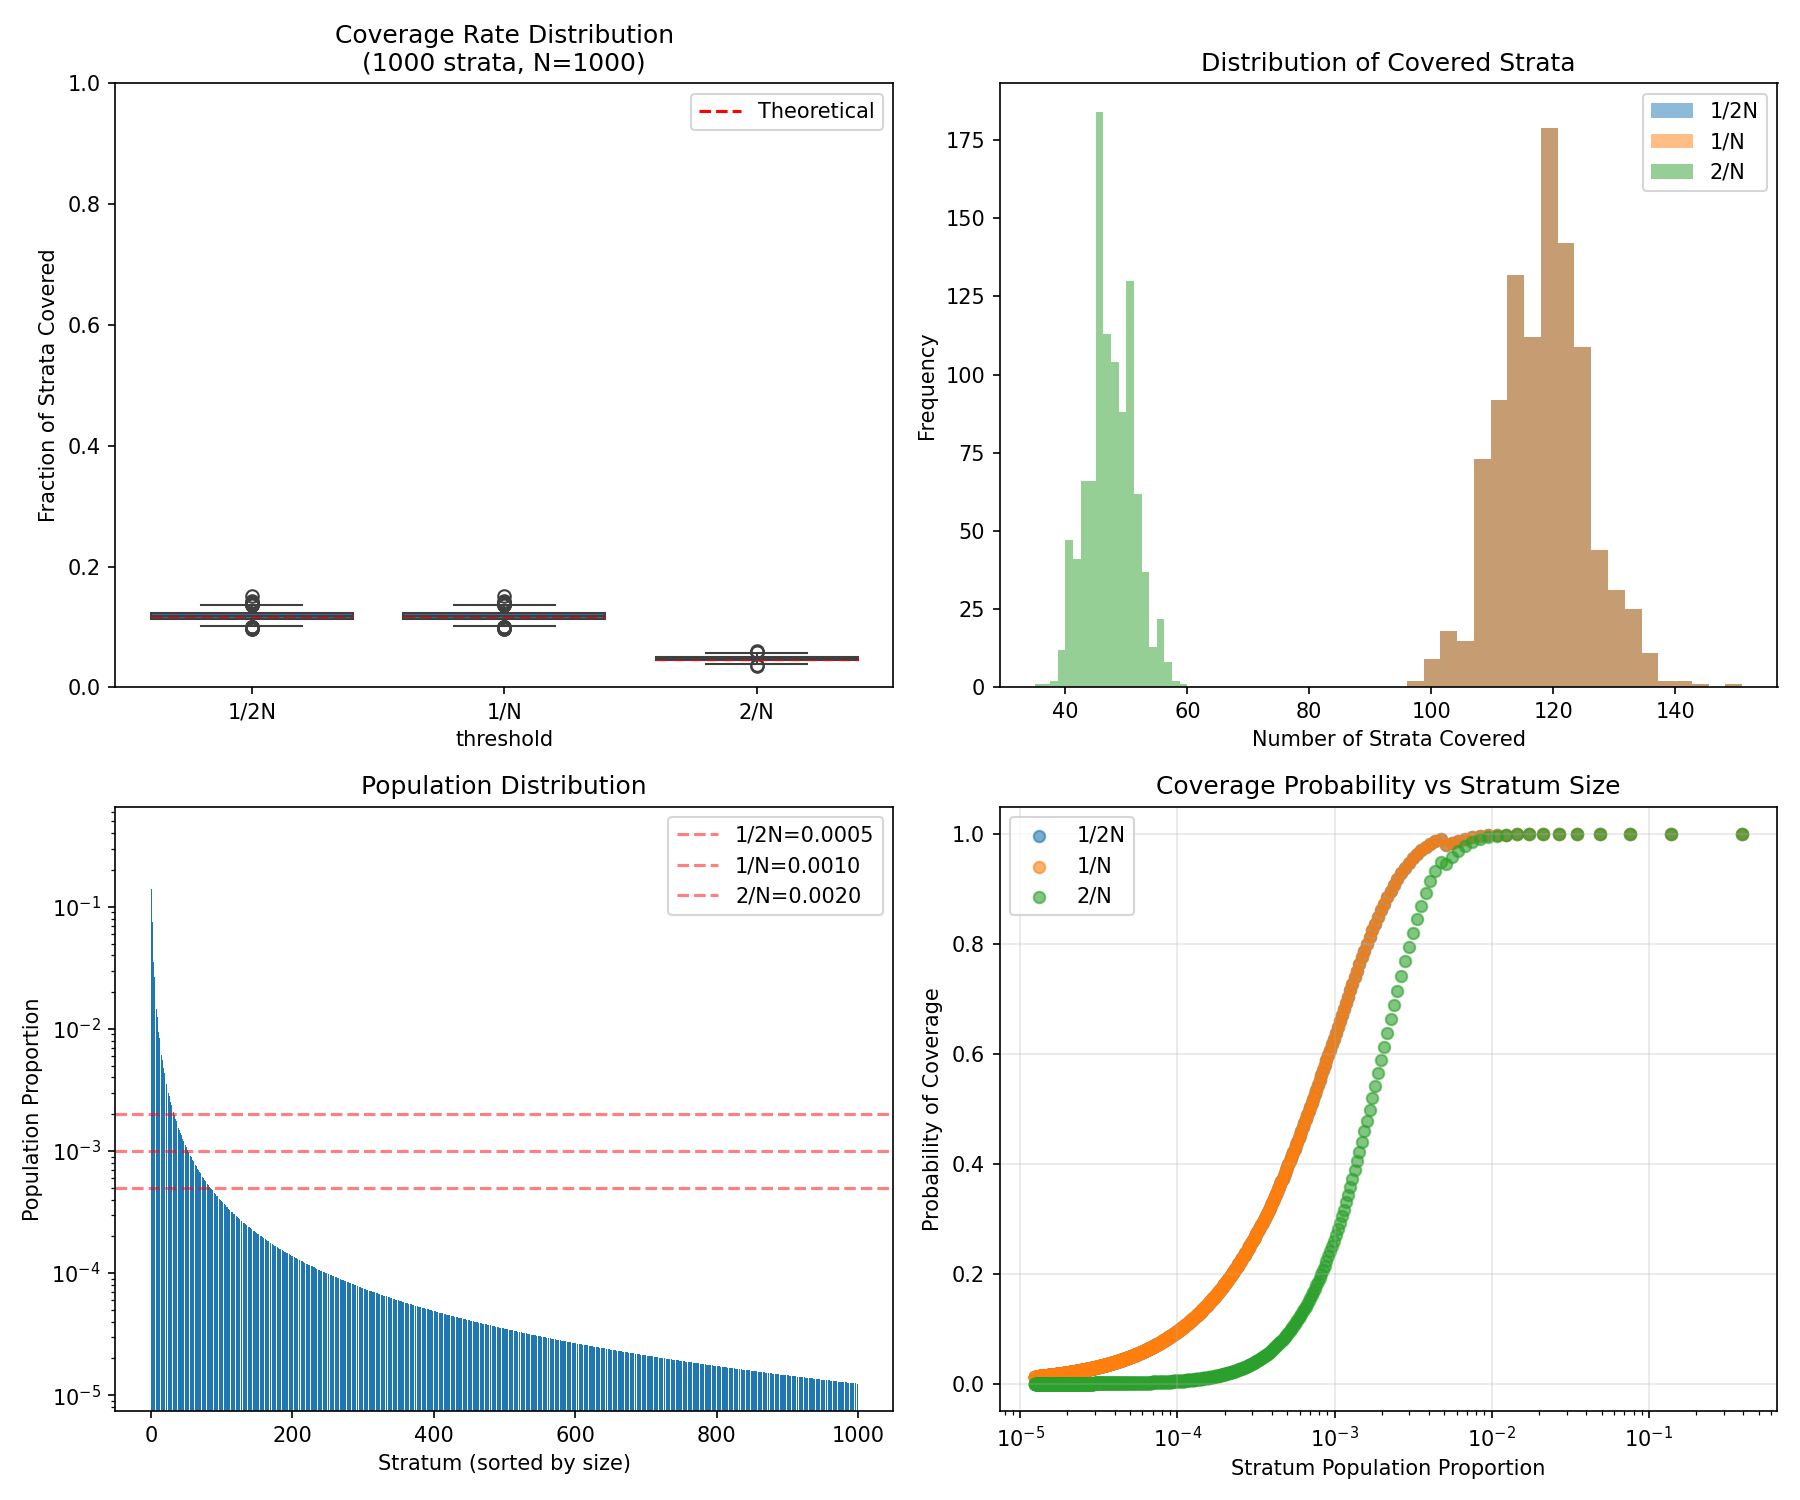 Coverage Rate Distribution
(1000 strata, N=1000)
Fraction of Strata Covered
1.0
0.8
0.6
0.4
0.2
0.0
Theoretical
1/2N
1/N
2/N
threshold
Distribution of Covered Strata
Frequency
175
150
125
100
75
50
25
0
1/2N
1/N
2/N
40
60
80
100
120
140
Number of Strata Covered
Population Distribution
Population Proportion
10⁻¹
10⁻²
10⁻³
10⁻⁴
10⁻⁵
1/2N=0.0005
1/N=0.0010
2/N=0.0020
0
200
400
600
800
1000
Stratum (sorted by size)
Coverage Probability vs Stratum Size
Probability of Coverage
1.0
0.8
0.6
0.4
0.2
0.0
1/2N
1/N
2/N
10⁻⁵
10⁻⁴
10⁻³
10⁻²
10⁻¹
Stratum Population Proportion